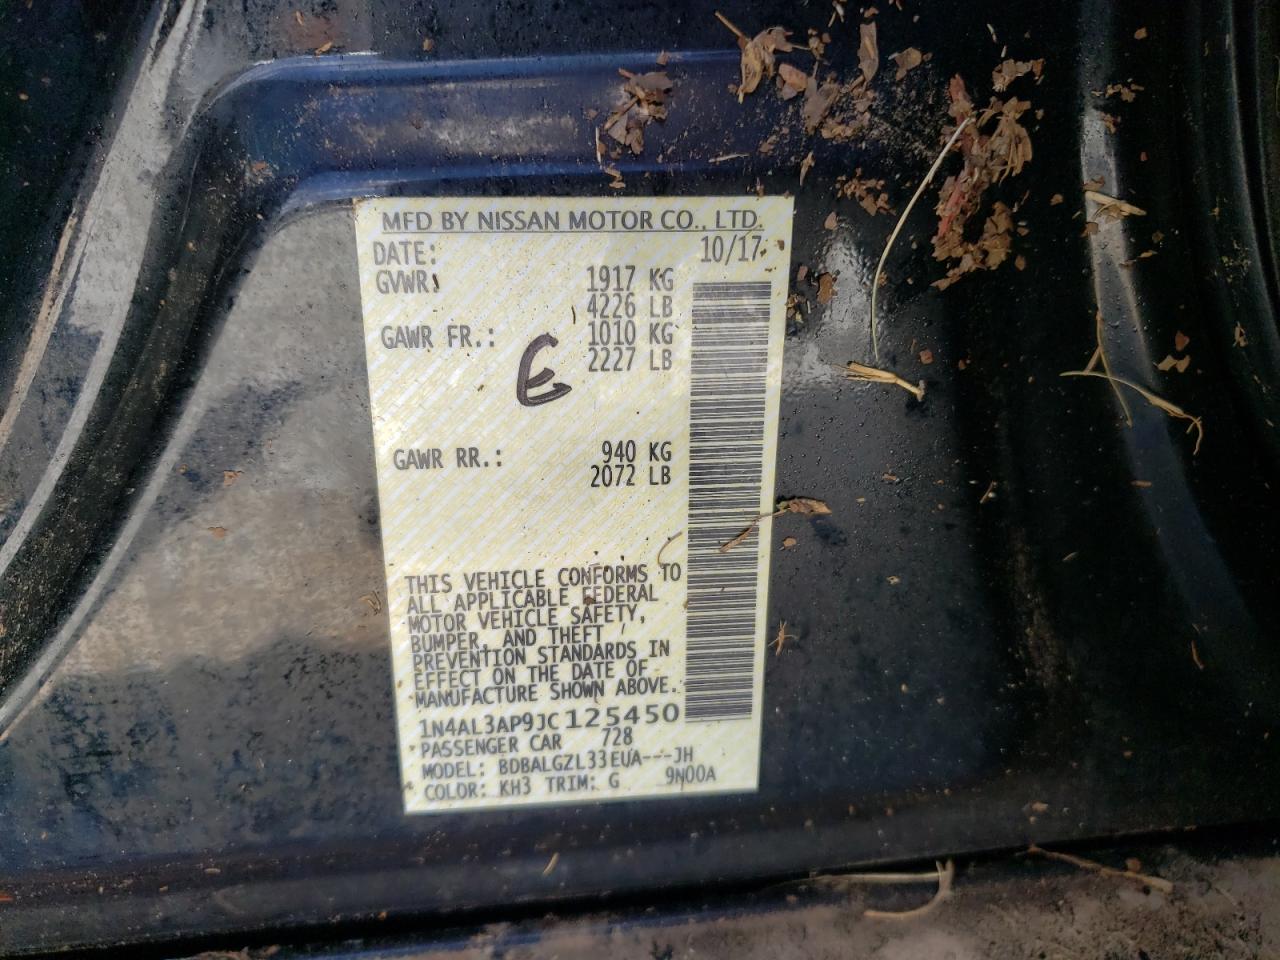 MFD BY NISSAN MOTOR CO., LTD.
DATE: 10/17
GVWR: 1917 KG
4226 LB
GAWR FR.: 1010 KG
2227 LB
E
GAWR RR.: 940 KG
2072 LB
THIS VEHICLE CONFORMS TO
ALL APPLICABLE FEDERAL
MOTOR VEHICLE SAFETY,
BUMPER, AND THEFT
PREVENTION STANDARDS IN
EFFECT ON THE DATE OF
MANUFACTURE SHOWN ABOVE.
1N4AL3AP9JC125450
PASSENGER CAR 728
MODEL: BDBALGZL33EUA---JH
COLOR: KH3 TRIM: G 9N00A